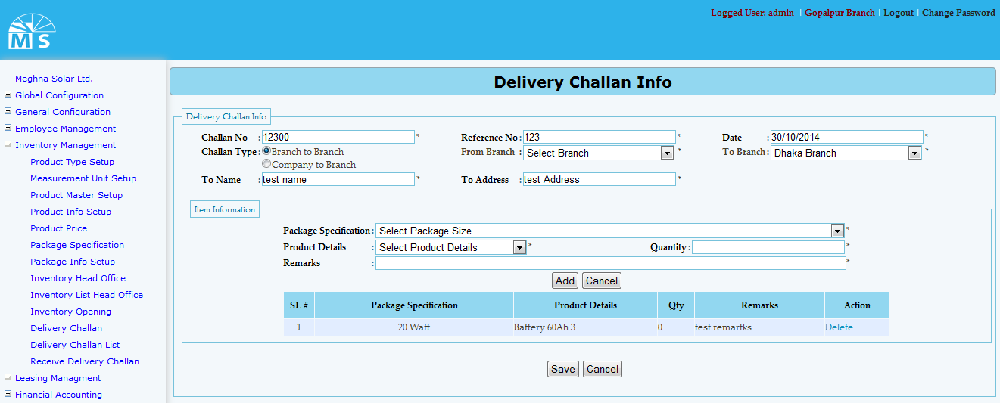 Logged User: admin | Gopalpur Branch | Logout | Change Password
M S
Meghna Solar Ltd.
Global Configuration
General Configuration
Employee Management
Inventory Management
Product Type Setup
Measurement Unit Setup
Product Master Setup
Product Info Setup
Product Price
Package Specification
Package Info Setup
Inventory Head Office
Inventory List Head Office
Inventory Opening
Delivery Challan
Delivery Challan List
Receive Delivery Challan
Leasing Managment
Financial Accounting
Delivery Challan Info
Delivery Challan Info
Challan No : 12300 * Reference No : 123 * Date : 30/10/2014 *
Challan Type : Branch to Branch From Branch : Select Branch * To Branch : Dhaka Branch *
Company to Branch
To Name : test name * To Address : test Address *
Item Information
Package Specification : Select Package Size *
Product Details : Select Product Details * Quantity : *
Remarks : *
Add Cancel
SL # Package Specification Product Details Qty Remarks Action
1 20 Watt Battery 60Ah 3 0 test remartks Delete
Save Cancel